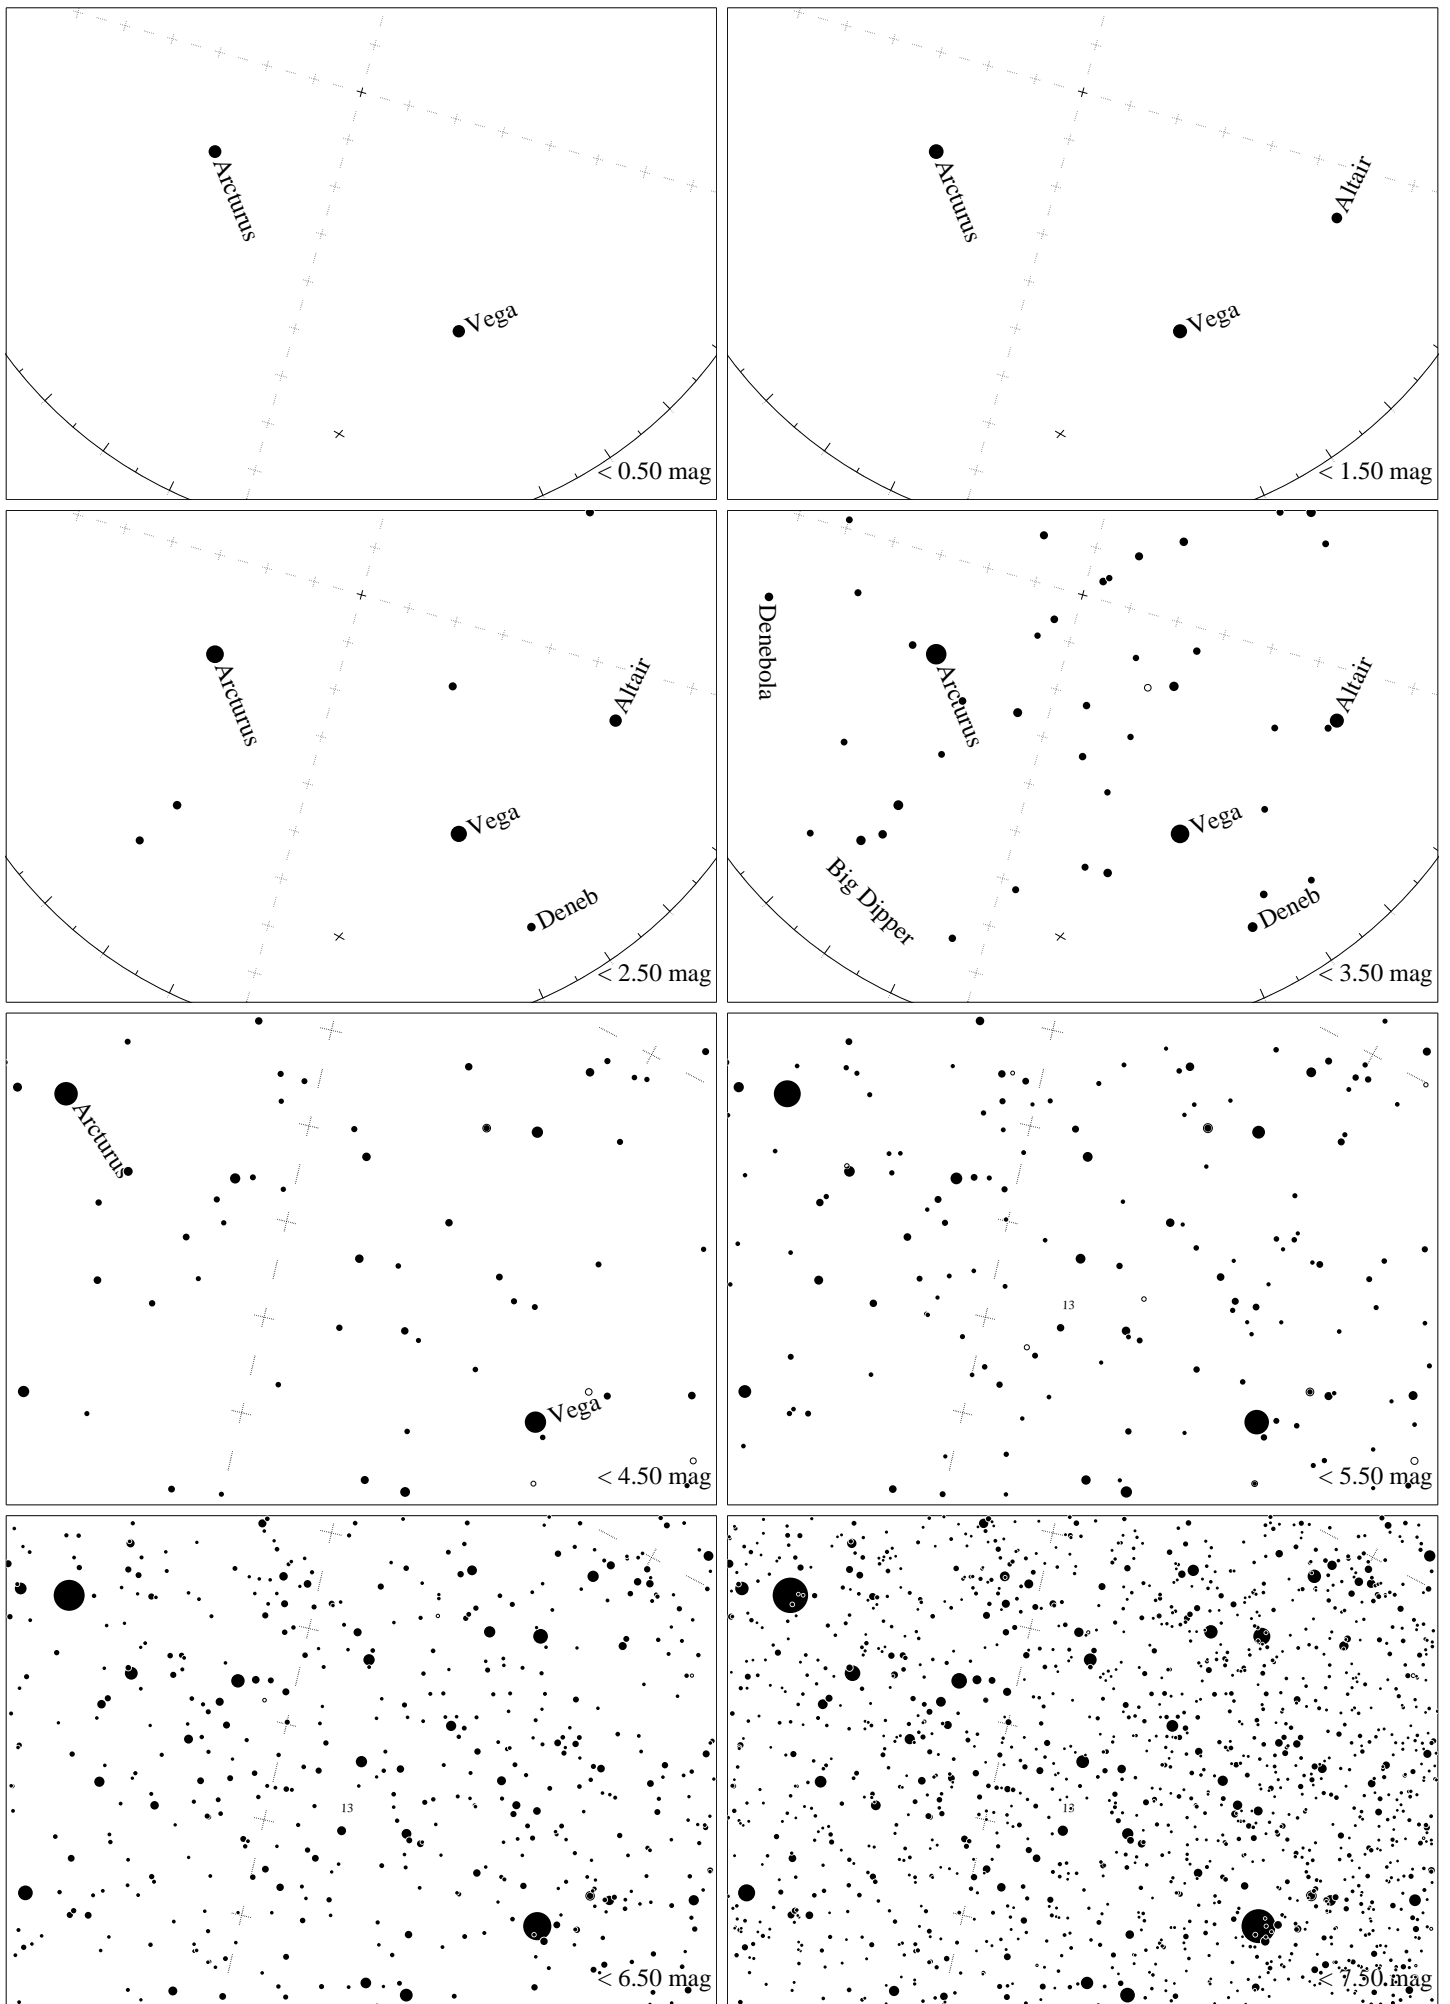 Arcturus
Vega
< 0.50 mag
Arcturus
Altair
Vega
< 1.50 mag
Arcturus
Altair
Vega
Deneb
< 2.50 mag
Denebola
Arcturus
Altair
Vega
Big Dipper
Deneb
< 3.50 mag
Arcturus
Vega
< 4.50 mag
13
< 5.50 mag
13
< 6.50 mag
13
< 7.50 mag